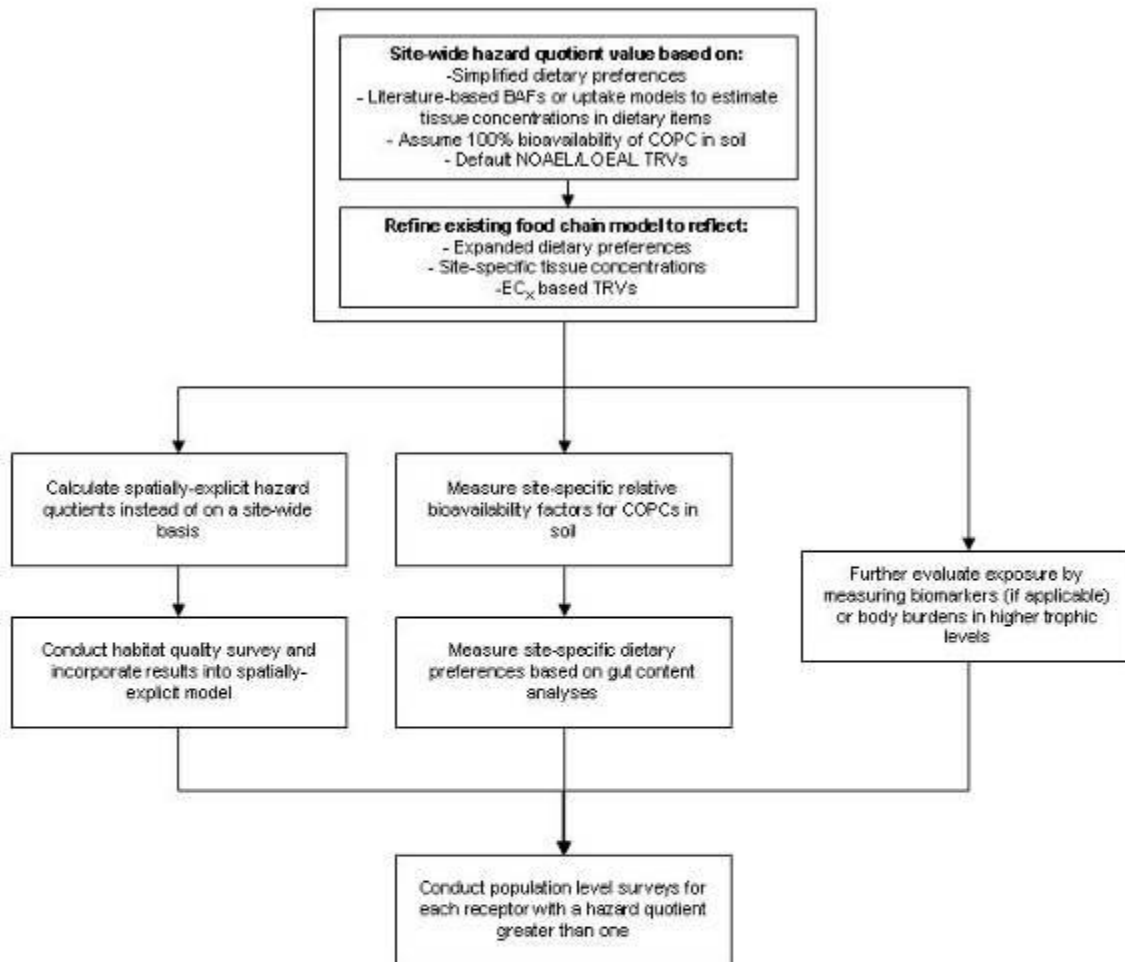 Site-wide hazard quotient value based on:
-Simplified dietary preferences
- Literature-based BAFs or uptake models to estimate
tissue concentrations in dietary items
- Assume 100% bioavailability of COPC in soil
- Default NOAEL/LOEAL TRVs
Refine existing food chain model to reflect:
- Expanded dietary preferences
- Site-specific tissue concentrations
-ECx based TRVs
Calculate spatially-explicit hazard
quotients instead of on a site-wide
basis
Measure site-specific relative
bioavailability factors for COPCs in
soil
Further evaluate exposure by
measuring biomarkers (if applicable)
or body burdens in higher trophic
levels
Conduct habitat quality survey and
incorporate results into spatially-
explicit model
Measure site-specific dietary
preferences based on gut content
analyses
Conduct population level surveys for
each receptor with a hazard quotient
greater than one